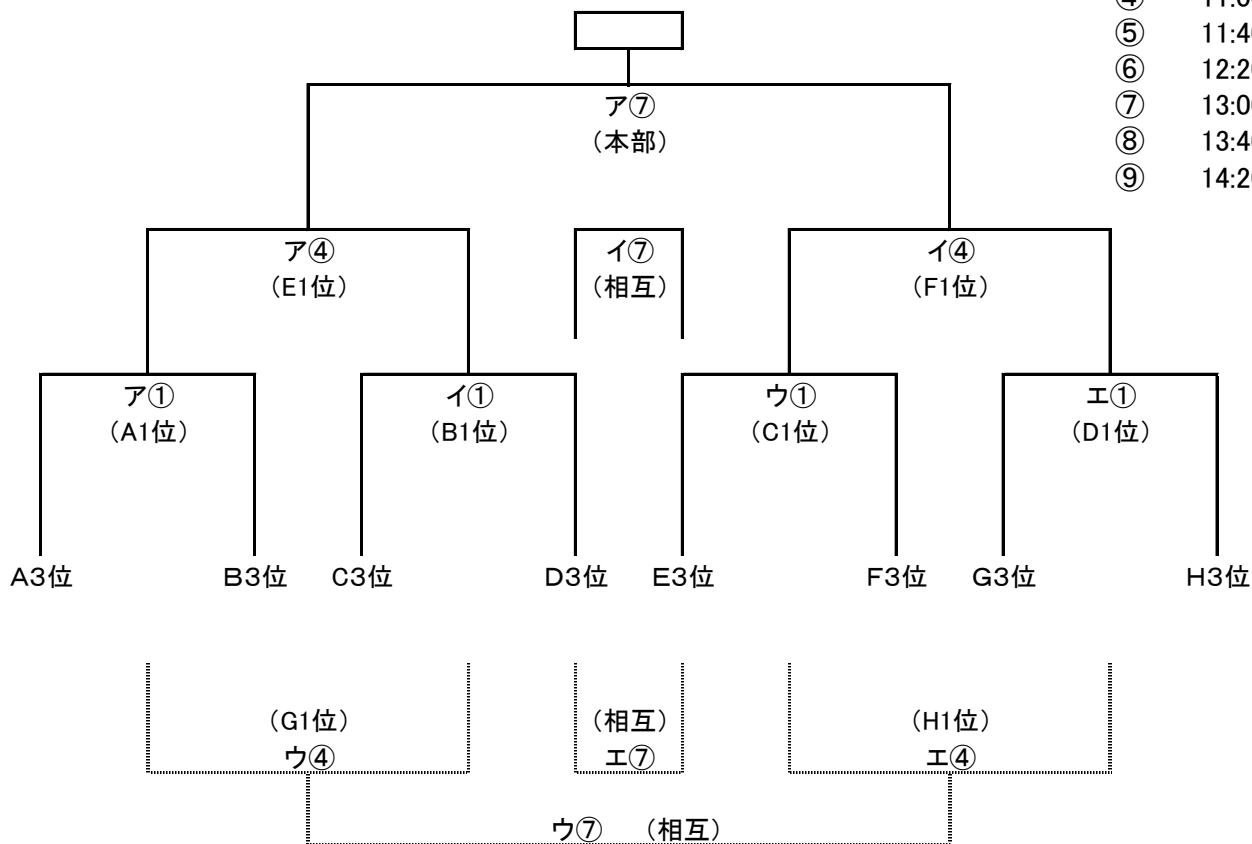 ⑤ 11:4
⑥ 12:2
⑦ 13:0
⑧ 13:4
⑨ 14:2
ア⑦
（本部）
ア④ イ⑦ イ④
（E1位） （相互） （F1位）
ア① イ① ウ① エ①
（A1位） （B1位） （C1位） （D1位）
A3位 B3位 C3位 D3位 E3位 F3位 G3位 H3位
（G1位） （相互） （H1位）
ウ④ エ⑦ エ④
ウ⑦ （相互）